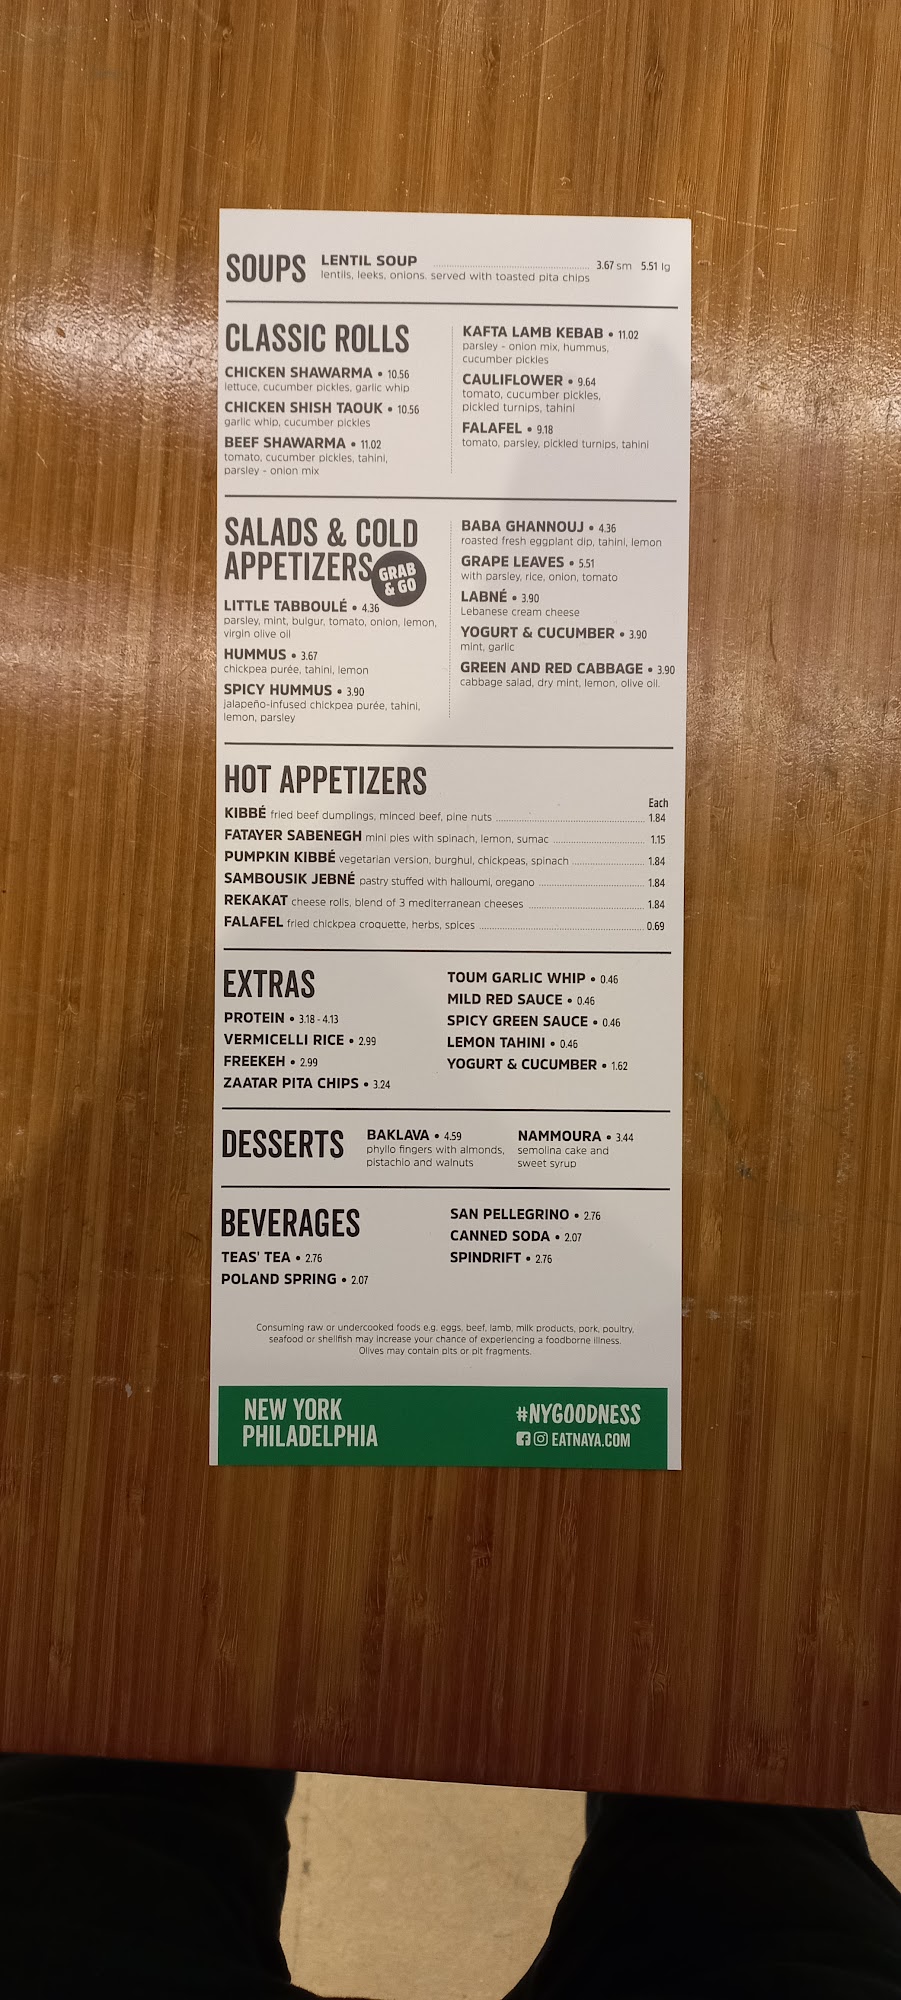 SOUPS
LENTIL SOUP 3.67 sm 5.51 lg
lentils, leeks, onions. served with toasted pita chips
CLASSIC ROLLS
CHICKEN SHAWARMA • 10.56
lettuce, cucumber pickles, garlic whip
CHICKEN SHISH TAOUK • 10.56
garlic whip, cucumber pickles
BEEF SHAWARMA • 11.02
tomato, cucumber pickles, tahini,
parsley - onion mix
KAFTA LAMB KEBAB • 11.02
parsley - onion mix, hummus,
cucumber pickles
CAULIFLOWER • 9.64
tomato, cucumber pickles,
pickled turnips, tahini
FALAFEL • 9.18
tomato, parsley, pickled turnips, tahini
SALADS & COLD
APPETIZERS
GRAB
& GO
LITTLE TABBOULÉ • 4.36
parsley, mint, bulgur, tomato, onion, lemon,
virgin olive oil
HUMMUS • 3.67
chickpea purée, tahini, lemon
SPICY HUMMUS • 3.90
jalapeño-infused chickpea purée, tahini,
lemon, parsley
BABA GHANNOUJ • 4.36
roasted fresh eggplant dip, tahini, lemon
GRAPE LEAVES • 5.51
with parsley, rice, onion, tomato
LABNÉ • 3.90
Lebanese cream cheese
YOGURT & CUCUMBER • 3.90
mint, garlic
GREEN AND RED CABBAGE • 3.90
cabbage salad, dry mint, lemon, olive oil.
HOT APPETIZERS
Each
KIBBÉ fried beef dumplings, minced beef, pine nuts 1.84
FATAYER SABENEGH mini pies with spinach, lemon, sumac 1.15
PUMPKIN KIBBÉ vegetarian version, burghul, chickpeas, spinach 1.84
SAMBOUSIK JEBNÉ pastry stuffed with halloumi, oregano 1.84
REKAKAT cheese rolls, blend of 3 mediterranean cheeses 1.84
FALAFEL fried chickpea croquette, herbs, spices 0.69
EXTRAS
PROTEIN • 3.18 - 4.13
VERMICELLI RICE • 2.99
FREEKEH • 2.99
ZAATAR PITA CHIPS • 3.24
TOUM GARLIC WHIP • 0.46
MILD RED SAUCE • 0.46
SPICY GREEN SAUCE • 0.46
LEMON TAHINI • 0.46
YOGURT & CUCUMBER • 1.62
DESSERTS
BAKLAVA • 4.59
phyllo fingers with almonds,
pistachio and walnuts
NAMMOURA • 3.44
semolina cake and
sweet syrup
BEVERAGES
TEAS' TEA • 2.76
POLAND SPRING • 2.07
SAN PELLEGRINO • 2.76
CANNED SODA • 2.07
SPINDRIFT • 2.76
Consuming raw or undercooked foods e.g. eggs, beef, lamb, milk products, pork, poultry,
seafood or shellfish may increase your chance of experiencing a foodborne illness.
Olives may contain pits or pit fragments.
NEW YORK
PHILADELPHIA
#NYGOODNESS
EATNAYA.COM